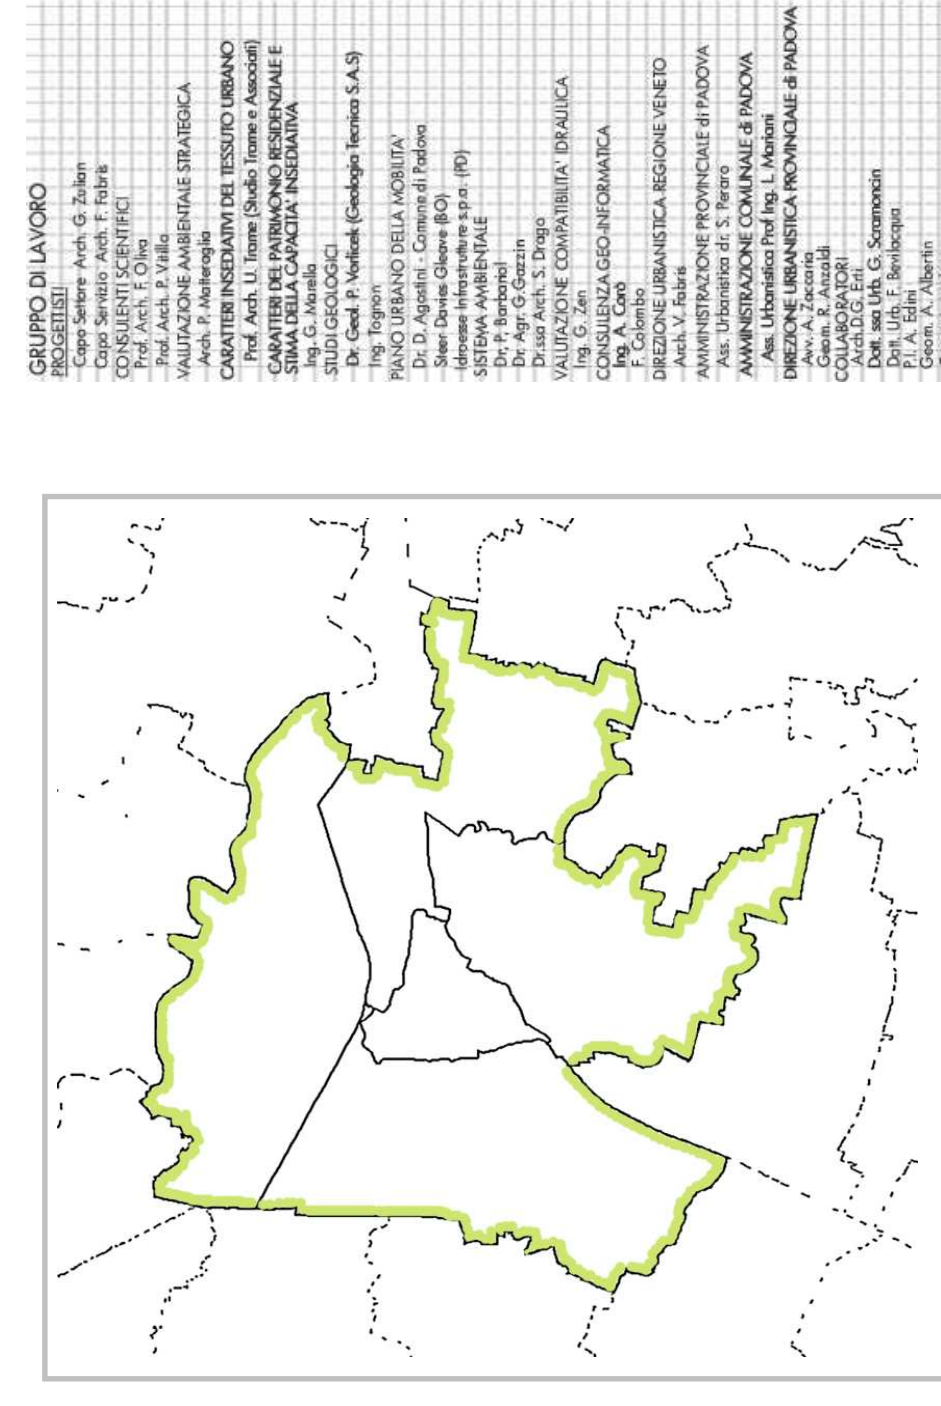 GRUPPO DI LAVORO
PROGETTISTI
Capo Settore Arch. G. Zulian
Capo Servizio Arch. F. Fabris
CONSULENTI SCIENTIFICI
Prof. Arch. F. Oliva
Prof. Arch. P. Vitillo
VALUTAZIONE AMBIENTALE STRATEGICA
Arch. P. Matteraglia
CARATTERI INSEDIATIVI DEL TESSUTO URBANO
Prof. Arch. U. Trame (Studio Trame e Associati)
CARATTERI DEL PATRIMONIO RESIDENZIALE E
STIMA DELLA CAPACITA' INSEDIATIVA
Ing. G. Marella
STUDI GEOLOGICI
Dr. Geol. P. Vorlicek (Geologia Tecnica S.A.S)
Ing. Tognon
PIANO URBANO DELLA MOBILITA'
Dr. D. Agostini - Comune di Padova
Steer Davies Gleave (BO)
Idroesse Infrastrutture s.p.a. (PD)
SISTEMA AMBIENTALE
Dr. P. Barbariol
Dr. Agr. G.Gazzin
Dr.ssa Arch. S. Drago
VALUTAZIONE COMPATIBILITA' IDRAULICA
Ing. G. Zen
CONSULENZA GEO-INFORMATICA
Ing. A. Carò
F. Colombo
DIREZIONE URBANISTICA REGIONE VENETO
Arch. V. Fabris
AMMINISTRAZIONE PROVINCIALE di PADOVA
Ass. Urbanistica dr. S. Peraro
AMMINISTRAZIONE COMUNALE di PADOVA
Ass. Urbanistica Prof Ing. L. Mariani
DIREZIONE URBANISTICA PROVINCIALE di PADOVA
Avv. A. Zaccaria
Geom. R. Anzaldi
COLLABORATORI
Arch.D.G. Erti
Dott. ssa Urb. G. Scaramoncin
Dott. Urb. F. Bevilacqua
P.I. A. Edini
Geom. A. Albertin